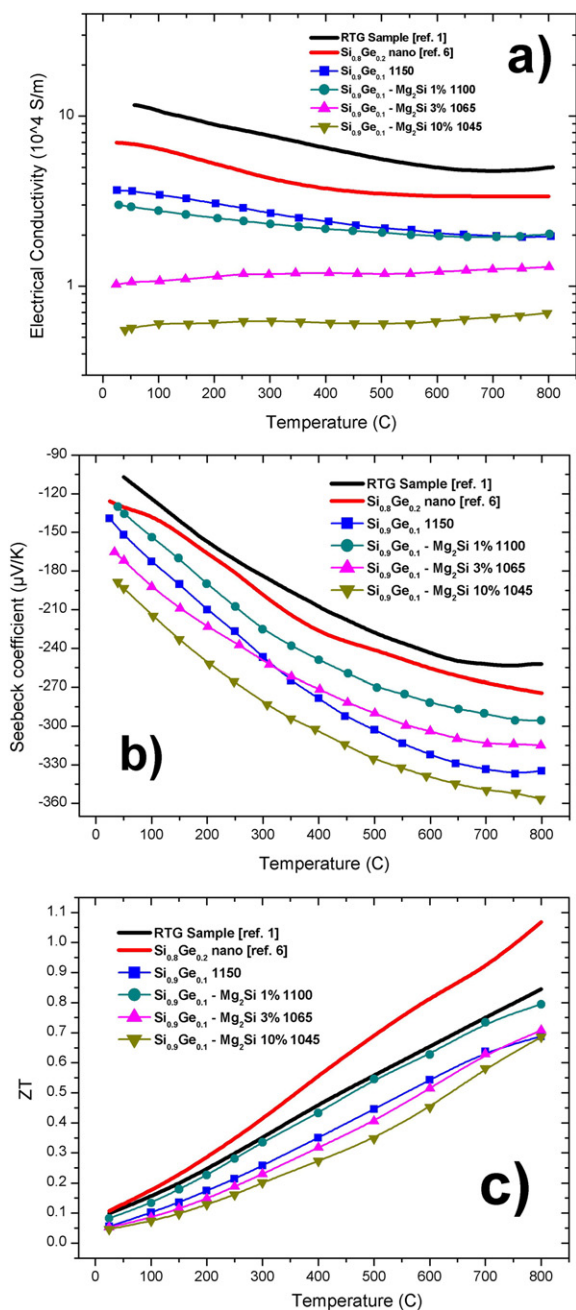 RTG Sample [ref. 1]
Si0.8Ge0.2 nano [ref. 6]
Si0.9Ge0.1 1150
Si0.9Ge0.1 - Mg2Si 1% 1100
Si0.9Ge0.1 - Mg2Si 3% 1065
Si0.9Ge0.1 - Mg2Si 10% 1045
a)
Electrical Conductivity (10^4 S/m)
10
1
0 100 200 300 400 500 600 700 800
Temperature (C)
-90
-120
-150
-180
-210
-240
-270
-300
-330
-360
Seebeck coefficient (µV/K)
RTG Sample [ref. 1]
Si0.8Ge0.2 nano [ref. 6]
Si0.9Ge0.1 1150
Si0.9Ge0.1 - Mg2Si 1% 1100
Si0.9Ge0.1 - Mg2Si 3% 1065
Si0.9Ge0.1 - Mg2Si 10% 1045
b)
0 100 200 300 400 500 600 700 800
Temperature (C)
1.1
1.0
0.9
0.8
0.7
0.6
0.5
0.4
0.3
0.2
0.1
0.0
ZT
RTG Sample [ref. 1]
Si0.8Ge0.2 nano [ref. 6]
Si0.9Ge0.1 1150
Si0.9Ge0.1 - Mg2Si 1% 1100
Si0.9Ge0.1 - Mg2Si 3% 1065
Si0.9Ge0.1 - Mg2Si 10% 1045
c)
0 100 200 300 400 500 600 700 800
Temperature (C)